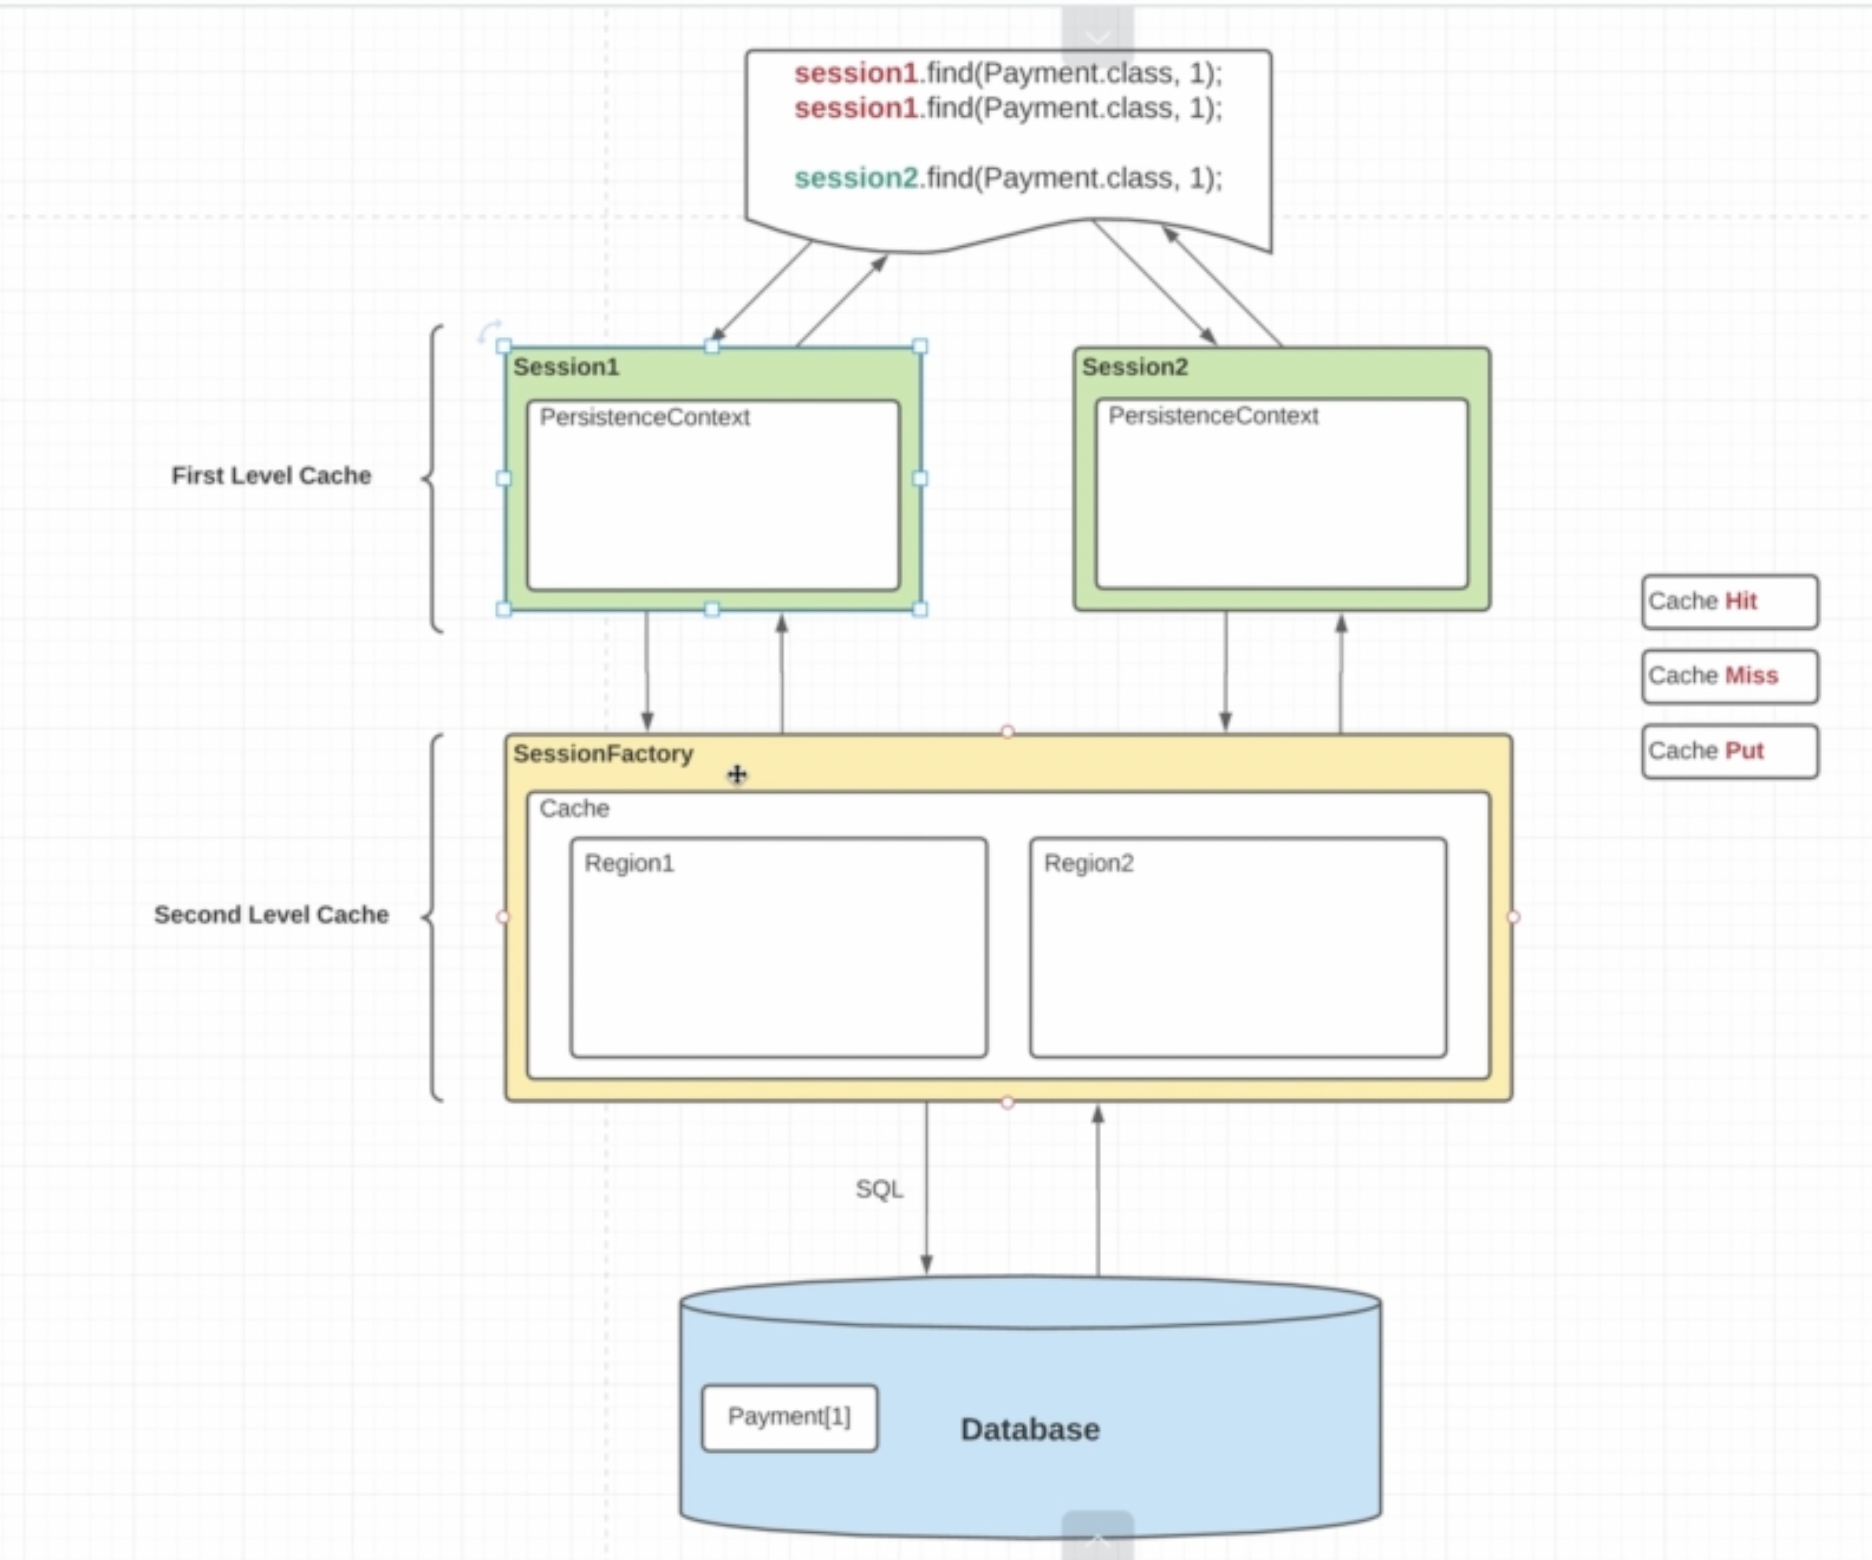 session1.find(Payment.class, 1);
session1.find(Payment.class, 1);
session2.find(Payment.class, 1);
Session1
PersistenceContext
Session2
PersistenceContext
First Level Cache
Cache Hit
Cache Miss
Cache Put
SessionFactory
Cache
Region1
Region2
Second Level Cache
SQL
Payment[1]
Database